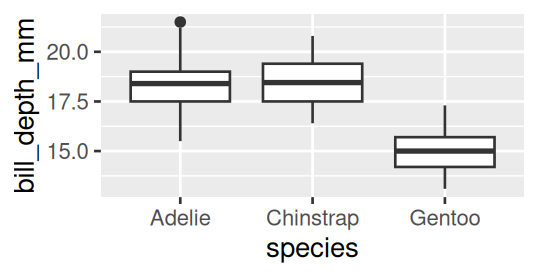 bill_depth_mm
20.0
17.5
15.0
Adelie Chinstrap Gentoo
species